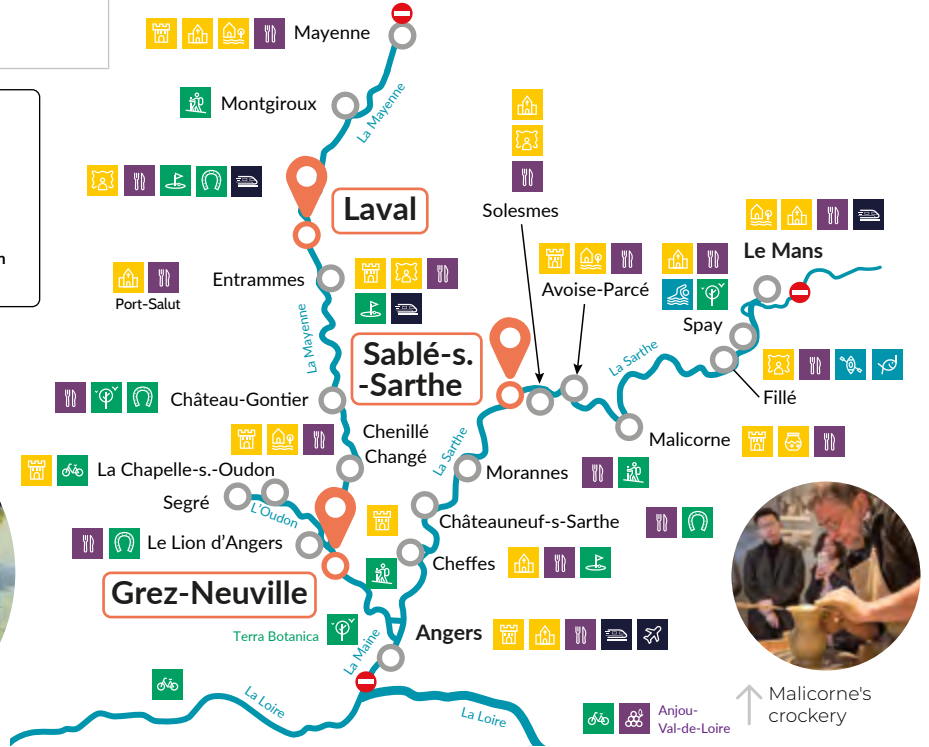 Mayenne
La Mayenne
Montgiroux
Laval
Solesmes
Le Mans
Entrammes
Port-Salut
Avoise-Parcé
Spay
La Mayenne
Sablé-s.
-Sarthe
La Sarthe
Fillé
Château-Gontier
Chenillé
Changé
La Sarthe
Malicorne
La Chapelle-s.-Oudon
Morannes
Segré
L'Oudon
Châteauneuf-s-Sarthe
Le Lion d'Angers
Cheffes
Grez-Neuville
Terra Botanica
La Maine
Angers
La Loire
La Loire
Anjou-
Val-de-Loire
Malicorne's
crockery